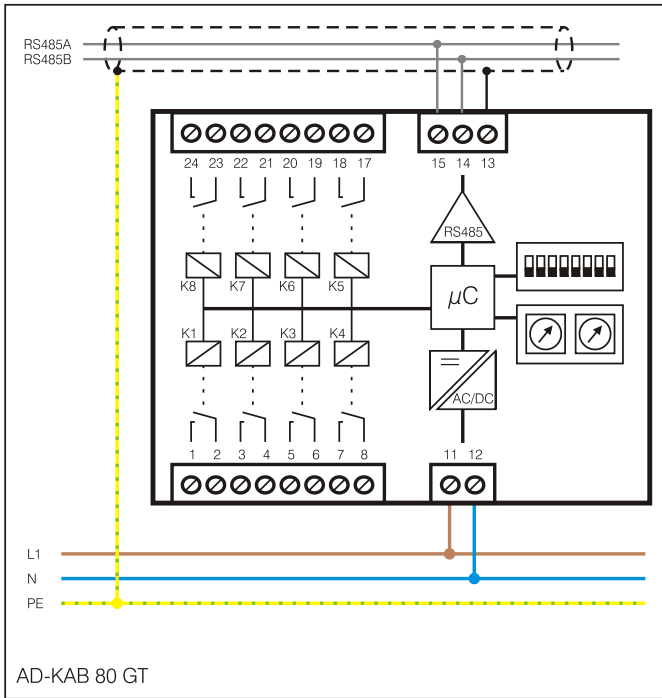 RS485A
RS485B
24 23 22 21 20 19 18 17
15 14 13
RS485
K8 K7 K6 K5
µC
K1 K2 K3 K4
AC/DC
1 2 3 4 5 6 7 8
11 12
L1
N
PE
AD-KAB 80 GT